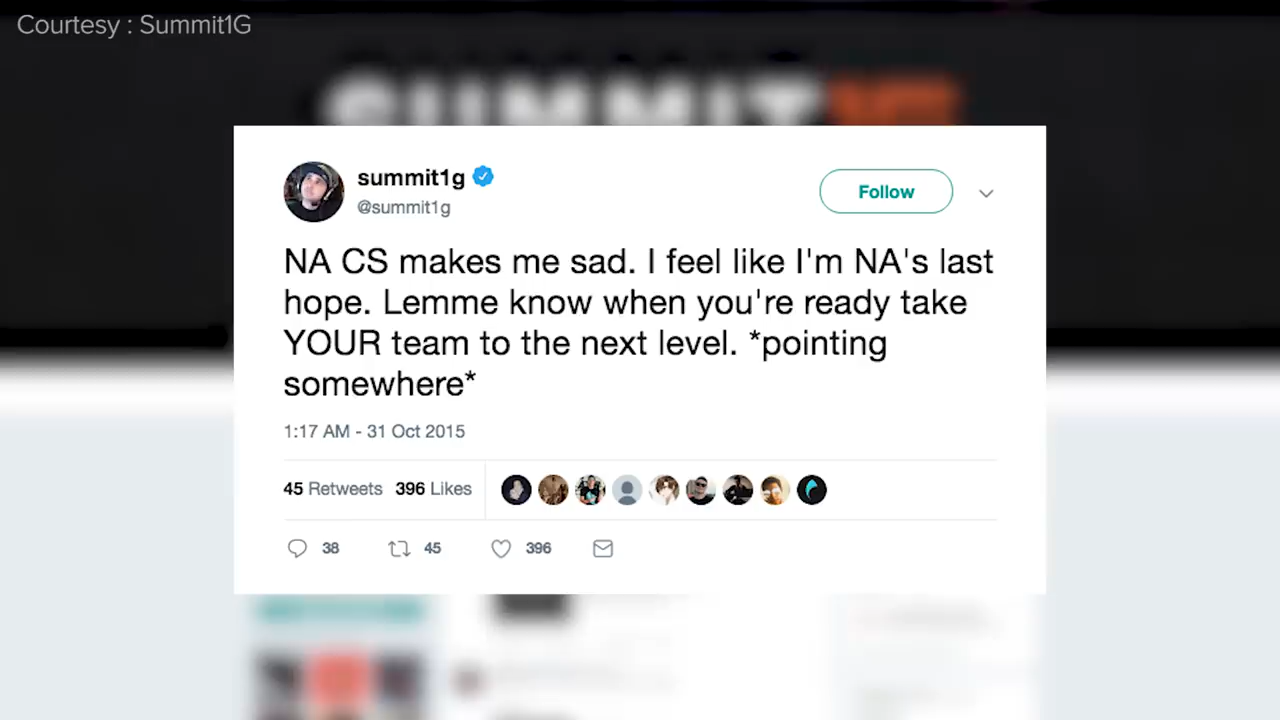 Courtesy : Summit1G
SUMMIT1G
summit1g
@summit1g
Follow
NA CS makes me sad. I feel like I'm NA's last
hope. Lemme know when you're ready take
YOUR team to the next level. *pointing
somewhere*
1:17 AM - 31 Oct 2015
45 Retweets 396 Likes
38 45 396